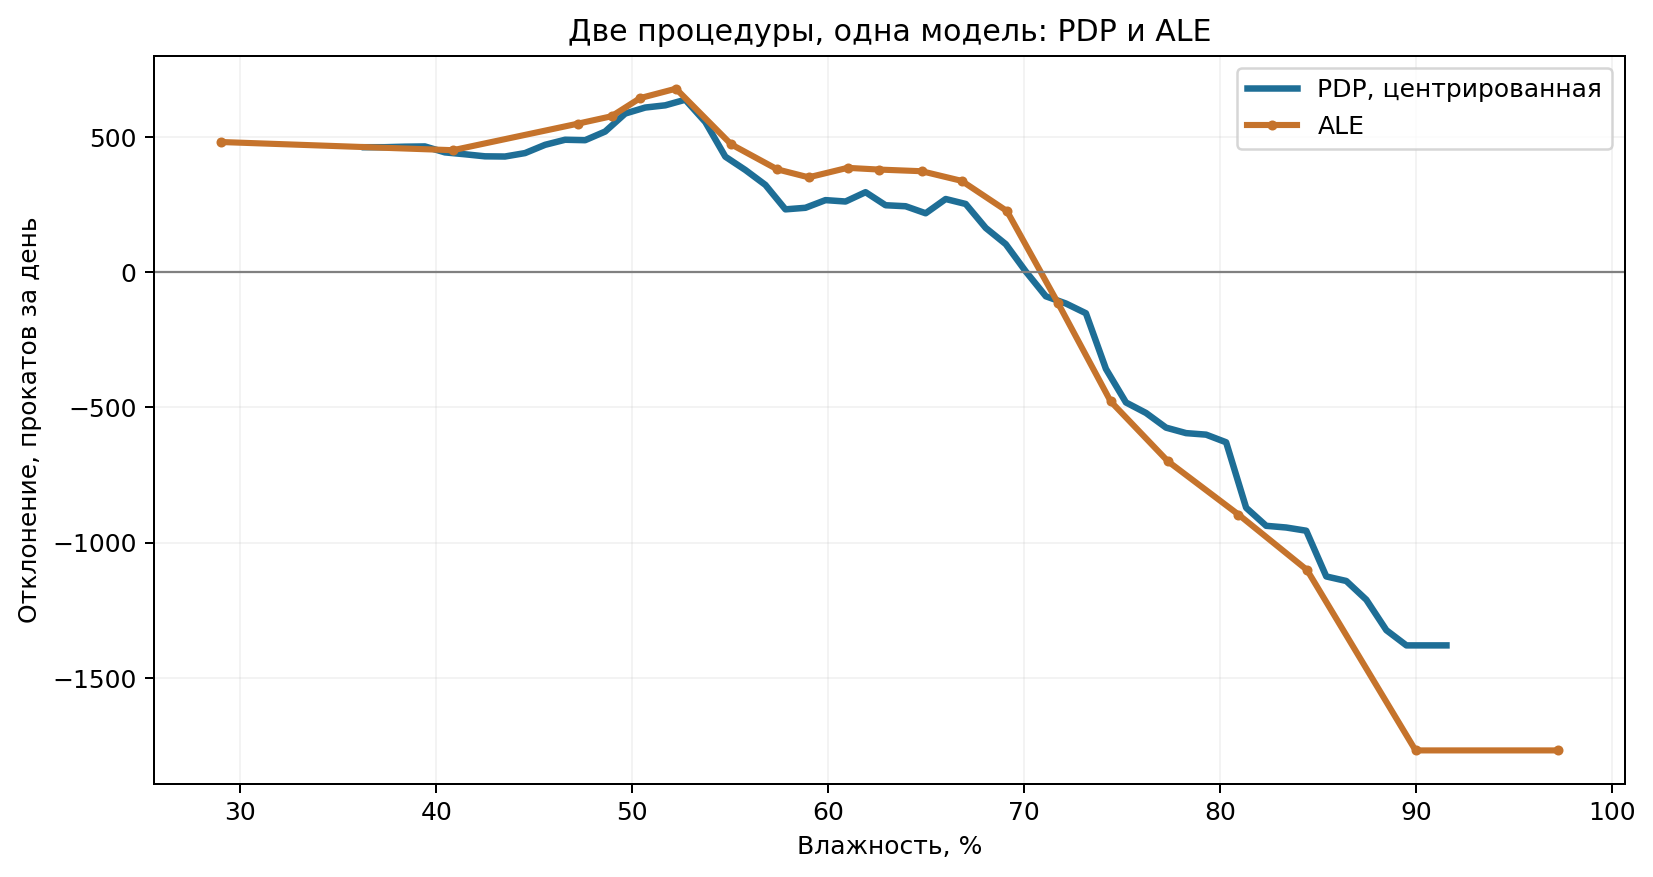 Две процедуры, одна модель: PDP и ALE
PDP, центрированная
ALE
Отклонение, прокатов за день
500
0
−500
−1000
−1500
30
40
50
60
70
80
90
100
Влажность, %